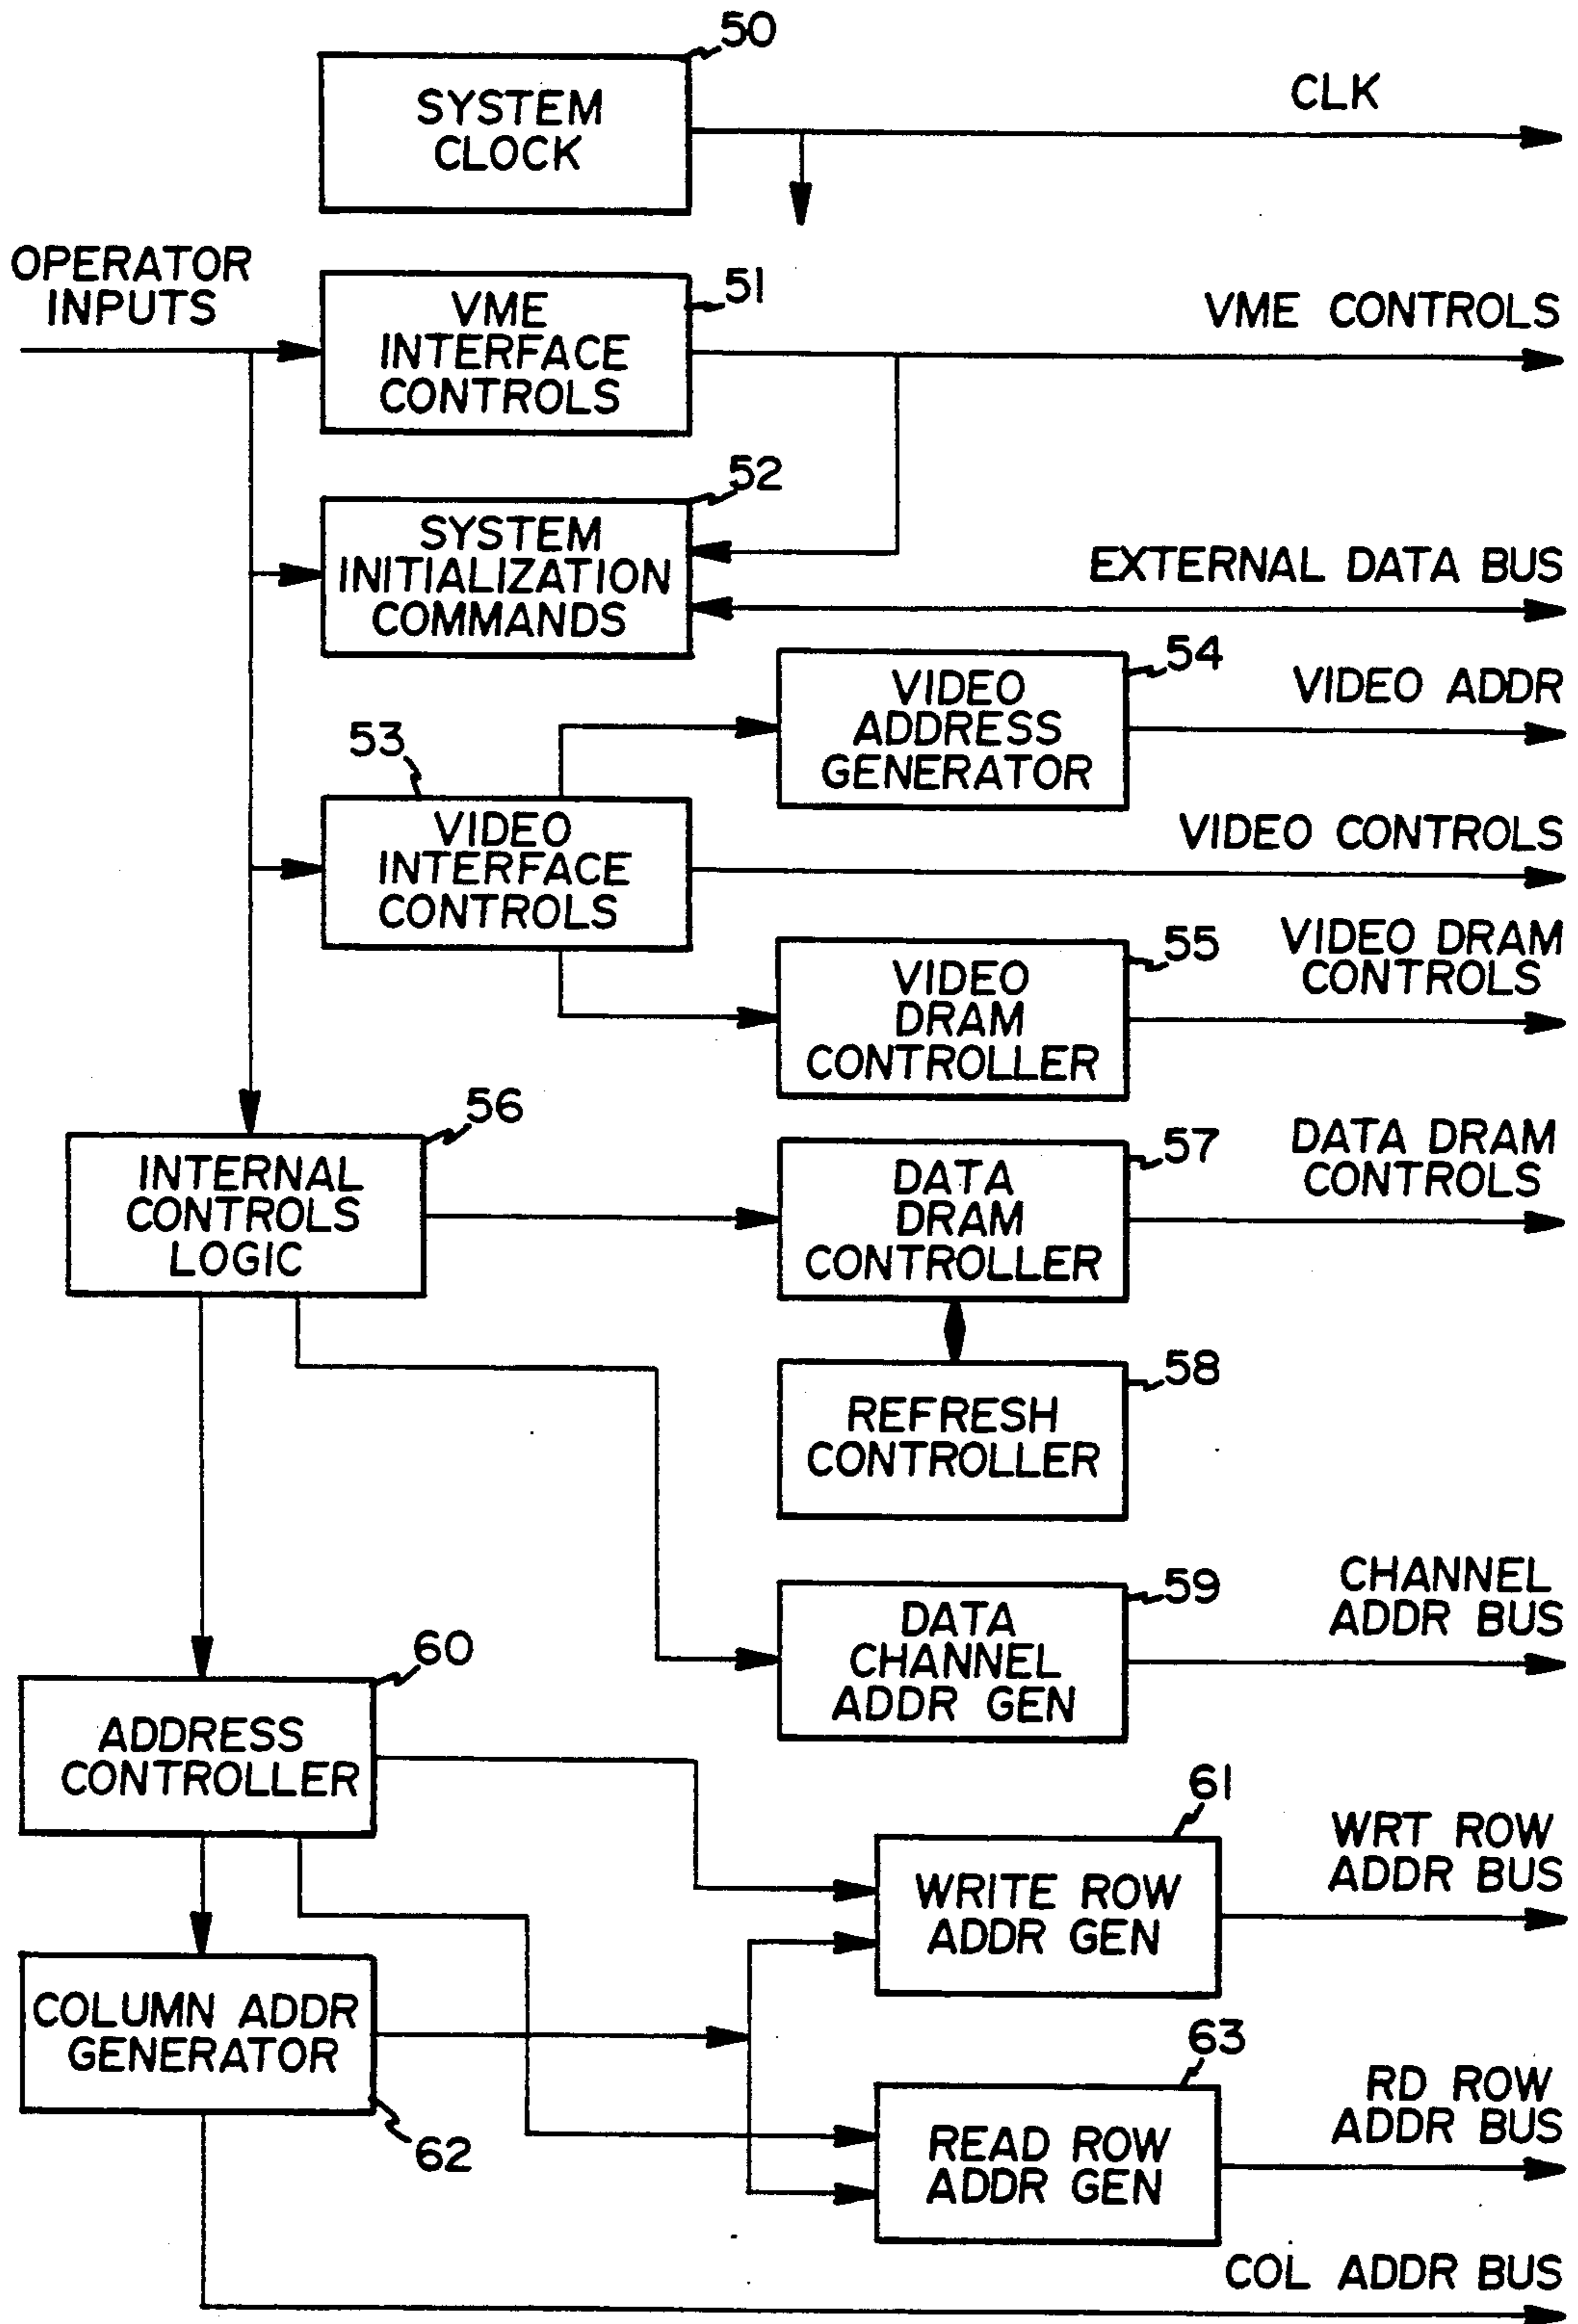 50
SYSTEM
CLOCK
CLK
OPERATOR
INPUTS
51
VME
INTERFACE
CONTROLS
VME CONTROLS
52
SYSTEM
INITIALIZATION
COMMANDS
EXTERNAL DATA BUS
54
VIDEO
ADDRESS
GENERATOR
VIDEO ADDR
53
VIDEO
INTERFACE
CONTROLS
VIDEO CONTROLS
55
VIDEO
DRAM
CONTROLLER
VIDEO DRAM
CONTROLS
56
INTERNAL
CONTROLS
LOGIC
57
DATA
DRAM
CONTROLLER
DATA DRAM
CONTROLS
58
REFRESH
CONTROLLER
59
DATA
CHANNEL
ADDR GEN
CHANNEL
ADDR BUS
60
ADDRESS
CONTROLLER
61
WRITE ROW
ADDR GEN
WRT ROW
ADDR BUS
COLUMN ADDR
GENERATOR
62
63
READ ROW
ADDR GEN
RD ROW
ADDR BUS
COL ADDR BUS